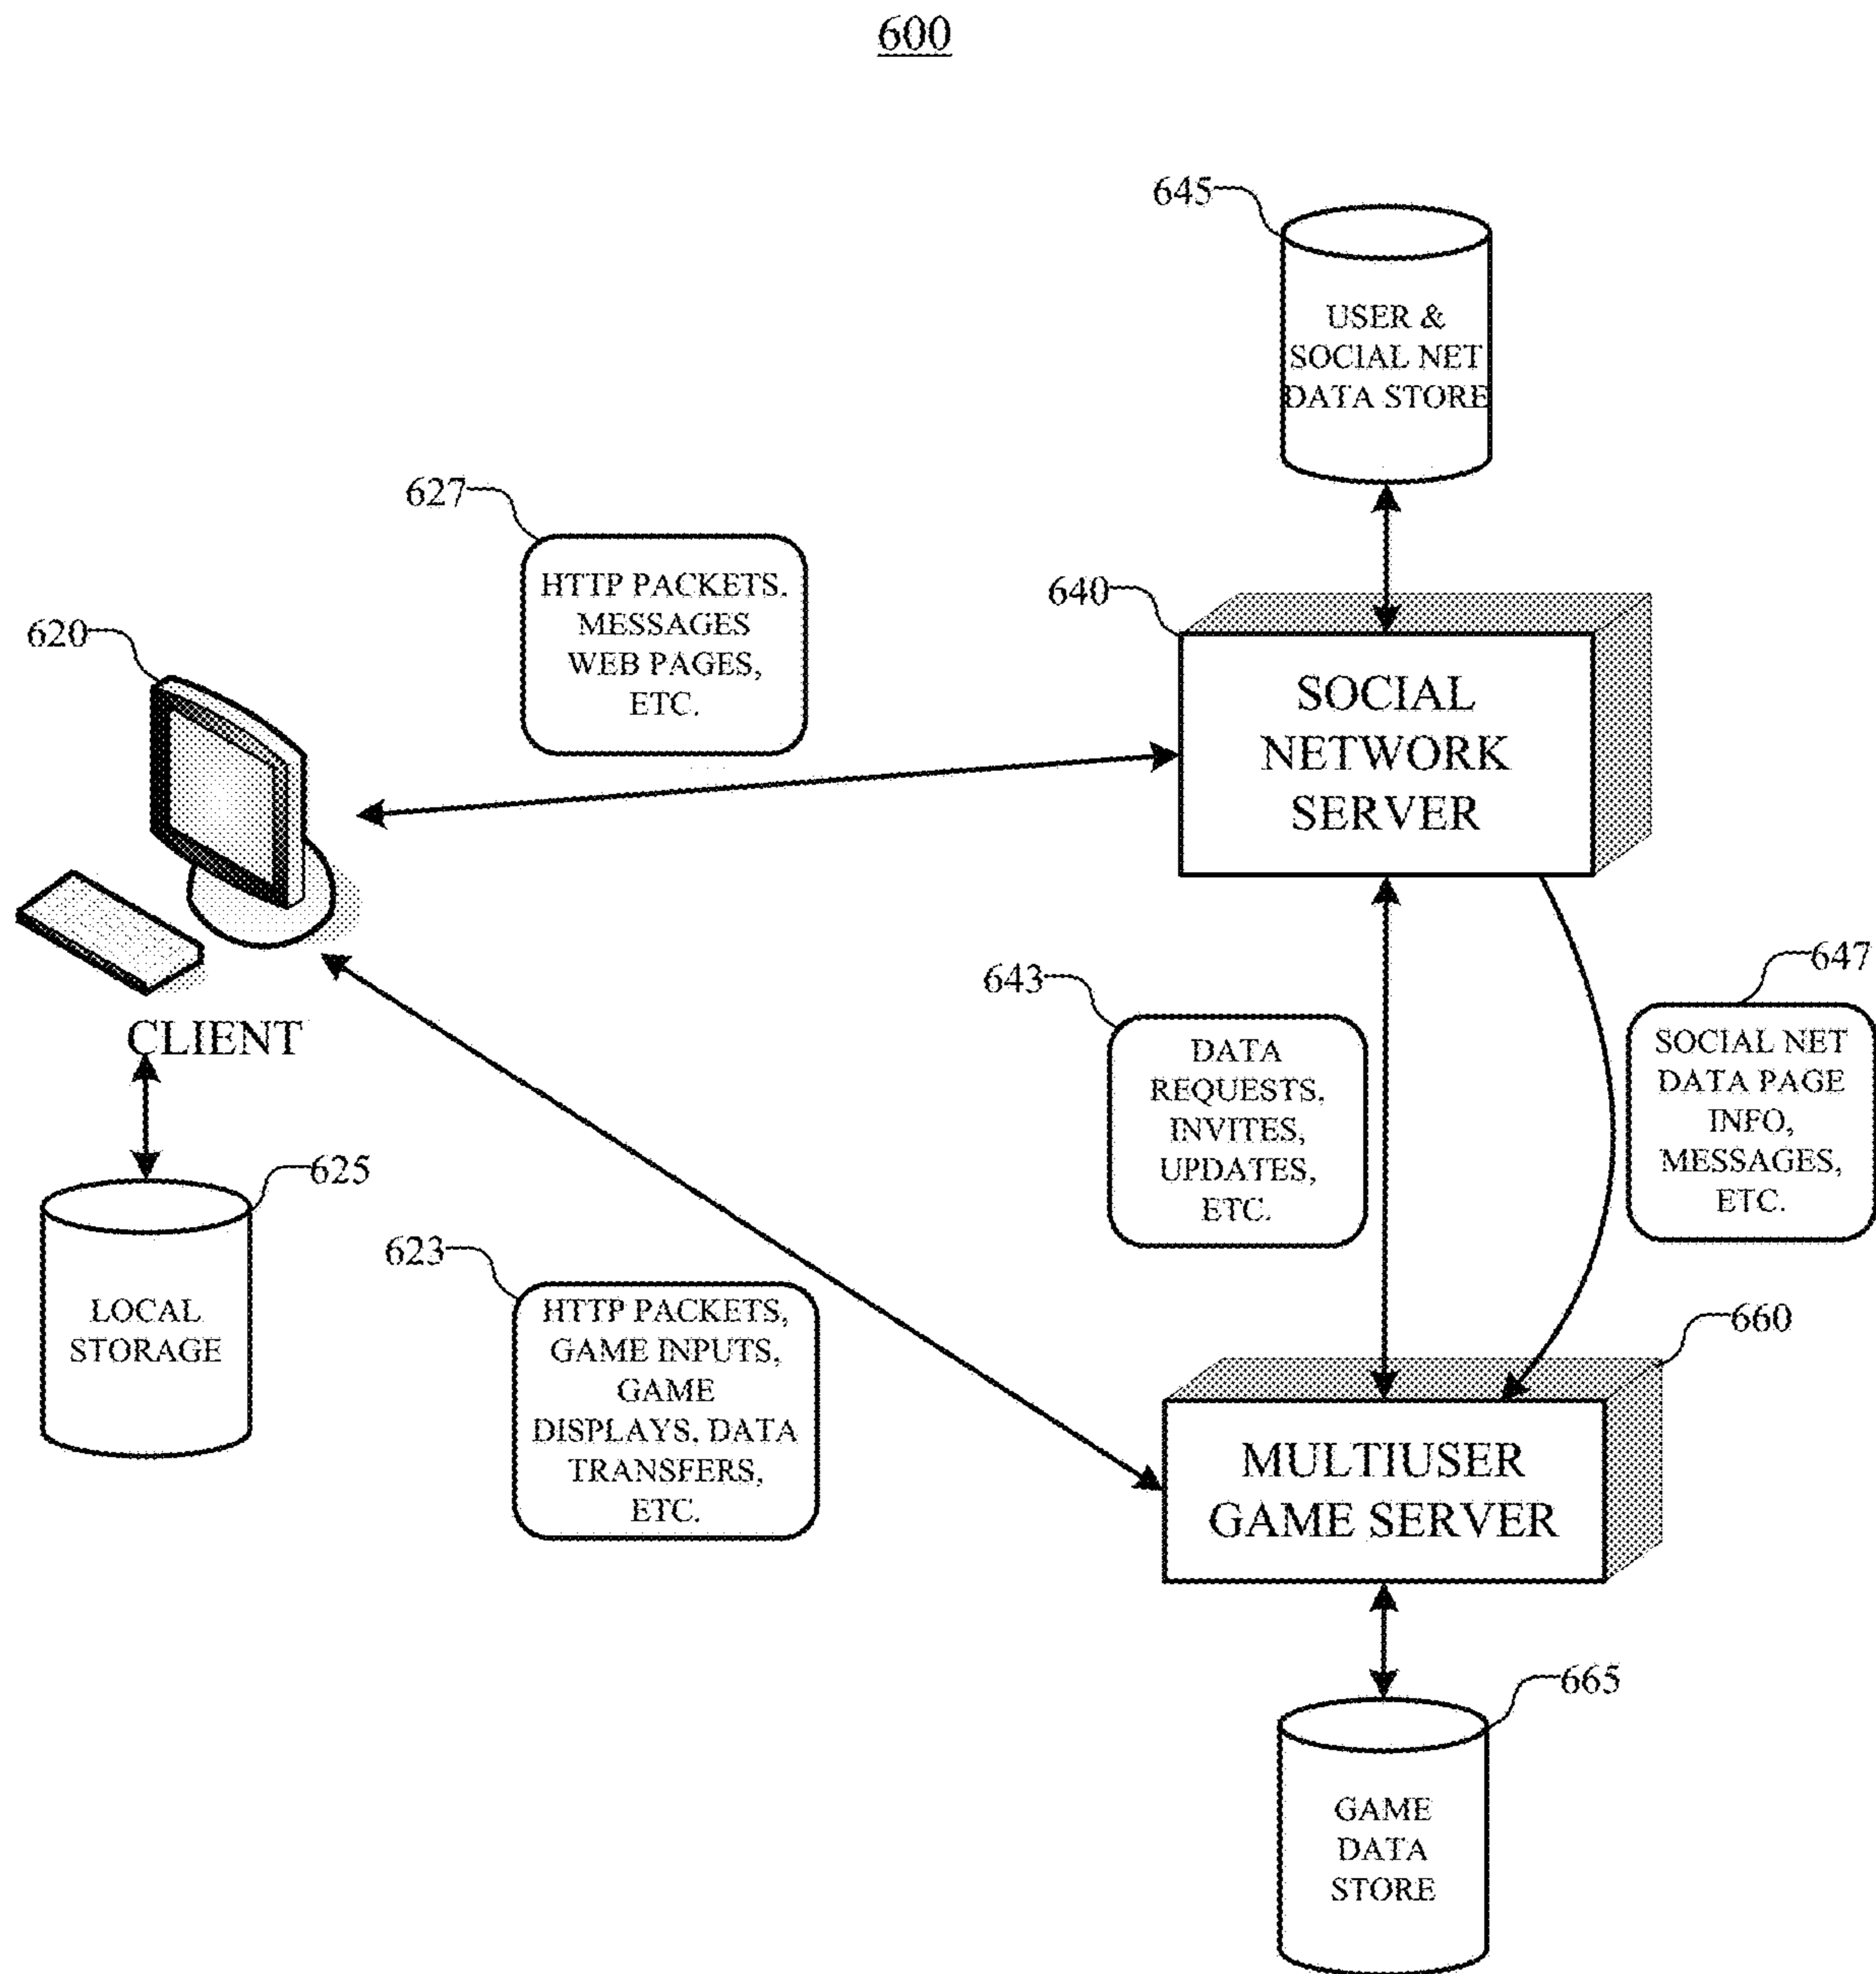 600
645
USER &
SOCIAL NET
DATA STORE
627
HTTP PACKETS,
MESSAGES
WEB PAGES,
ETC.
640
SOCIAL
NETWORK
SERVER
620
CLIENT
643
DATA
REQUESTS,
INVITES,
UPDATES,
ETC.
647
SOCIAL NET
DATA PAGE
INFO,
MESSAGES,
ETC.
625
LOCAL
STORAGE
623
HTTP PACKETS,
GAME INPUTS,
GAME
DISPLAYS, DATA
TRANSFERS,
ETC.
660
MULTIUSER
GAME SERVER
665
GAME
DATA
STORE